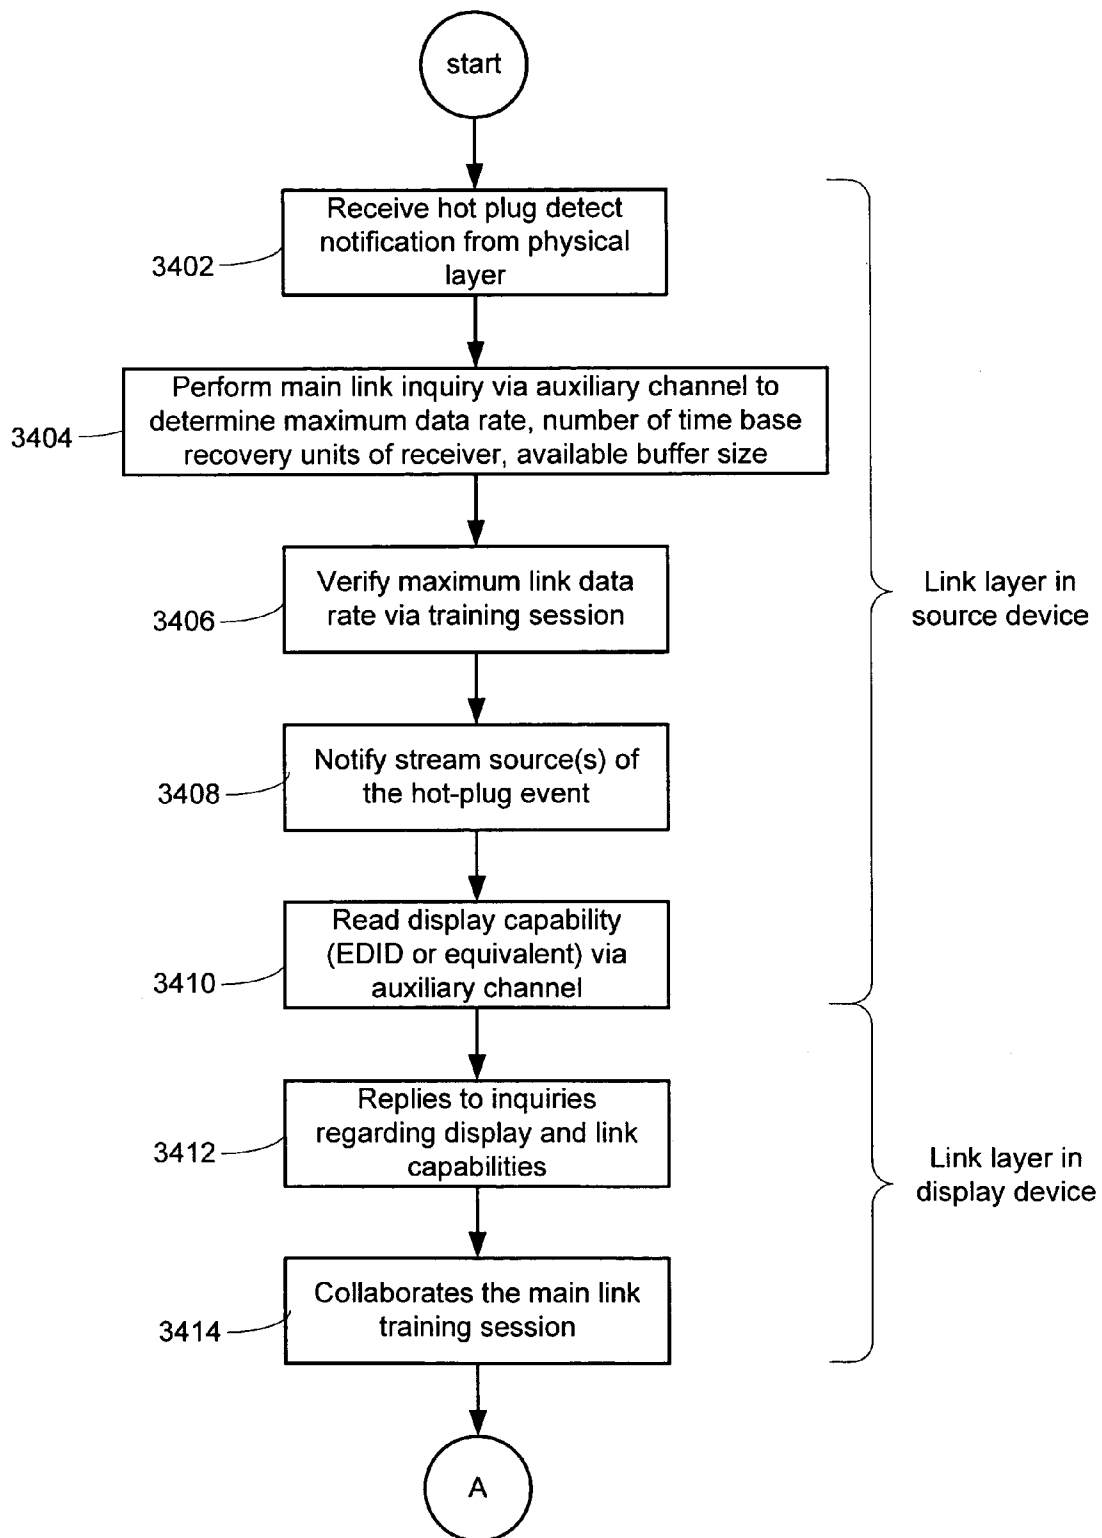 start
Receive hot plug detect
notification from physical
layer
3402
Perform main link inquiry via auxiliary channel to
determine maximum data rate, number of time base
recovery units of receiver, available buffer size
3404
Verify maximum link data
rate via training session
3406
Link layer in
source device
Notify stream source(s) of
the hot-plug event
3408
Read display capability
(EDID or equivalent) via
auxiliary channel
3410
Replies to inquiries
regarding display and link
capabilities
3412
Link layer in
display device
Collaborates the main link
training session
3414
A